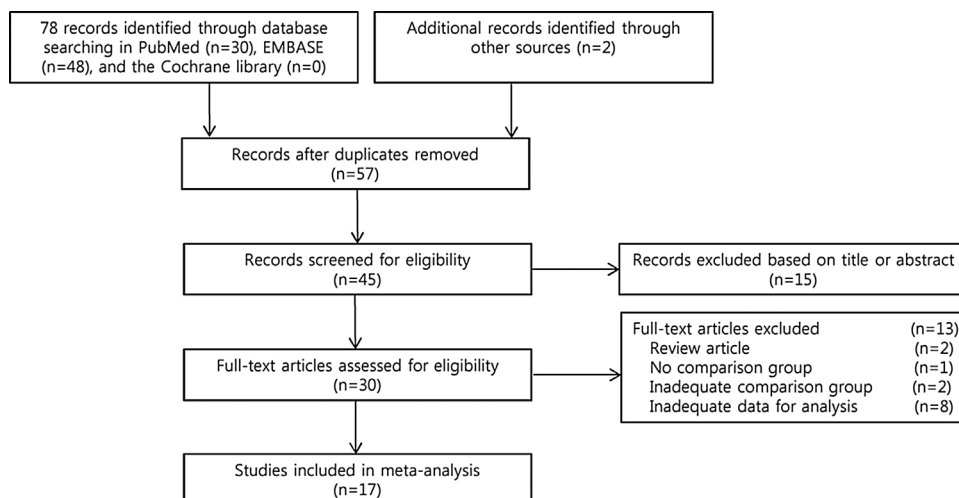 78 records identified through database
searching in PubMed (n=30), EMBASE
(n=48), and the Cochrane library (n=0)
Additional records identified through
other sources (n=2)
Records after duplicates removed
(n=57)
Records screened for eligibility
(n=45)
Records excluded based on title or abstract
(n=15)
Full-text articles assessed for eligibility
(n=30)
Full-text articles excluded (n=13)
Review article (n=2)
No comparison group (n=1)
Inadequate comparison group (n=2)
Inadequate data for analysis (n=8)
Studies included in meta-analysis
(n=17)